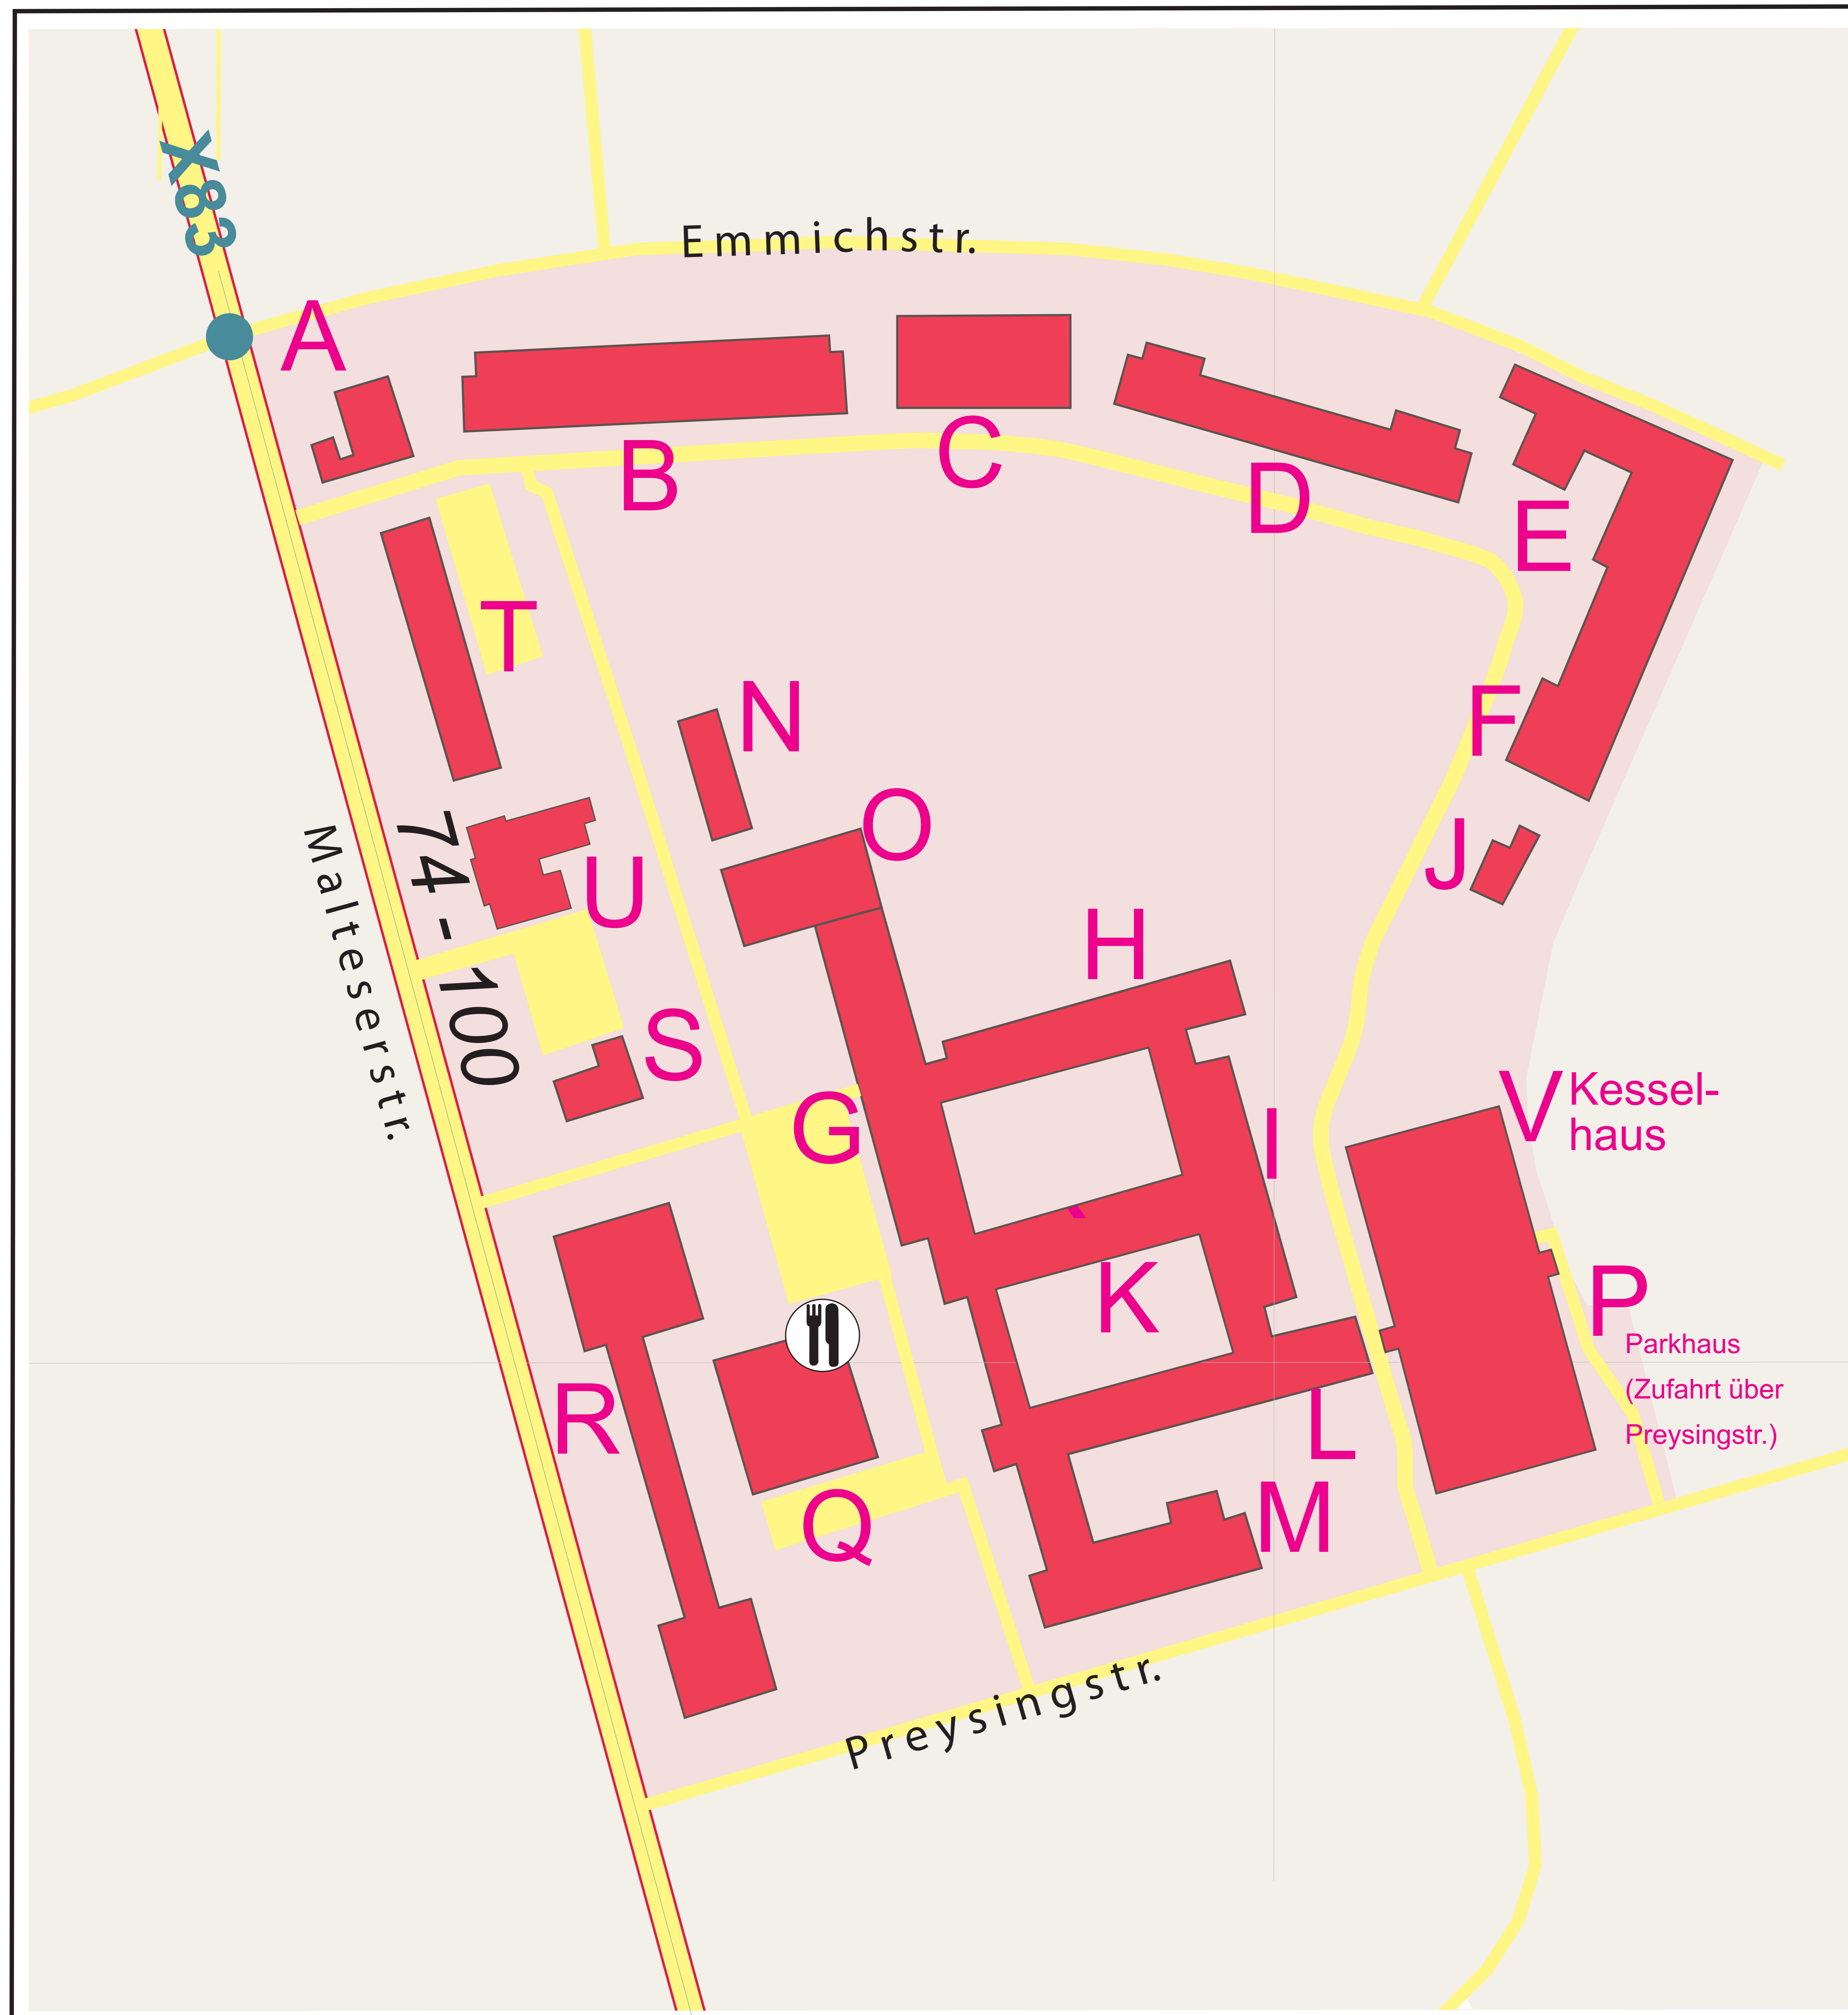 X83
Emmichstr.
A
B
C
D
E
T
N
F
O
J
U
H
Malteserstr.
74 - 100
S
G
I
V Kessel-
haus
K
P
Parkhaus
(Zufahrt über
Preysingstr.)
R
L
Q
M
Preysingstr.